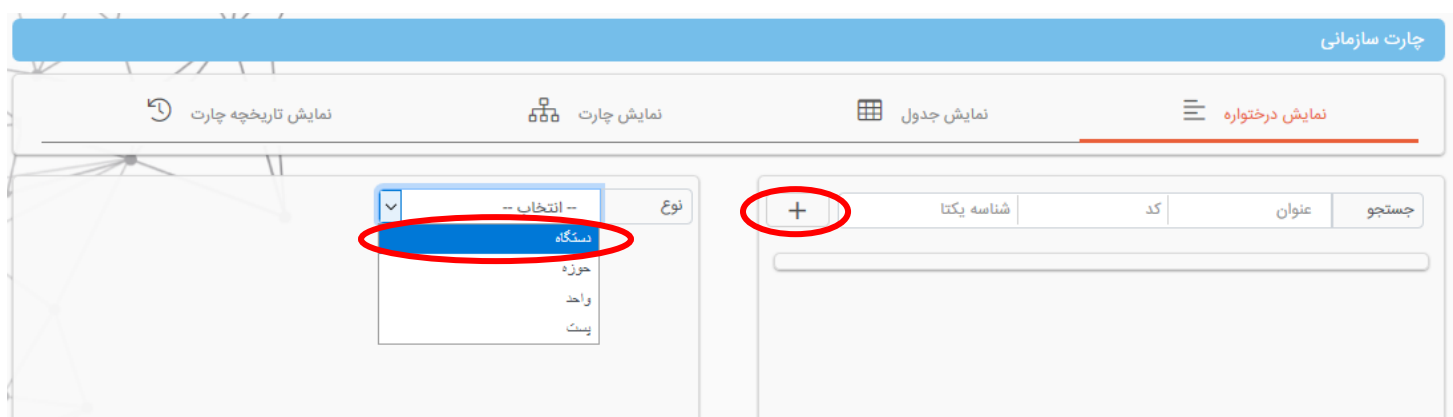 چارت سازمانی
نمایش درختواره
نمایش جدول
نمایش چارت
نمایش تاریخچه چارت
جستجو عنوان کد شناسه یکتا +
نوع -- انتخاب --
دستگاه
حوزه
واحد
پست